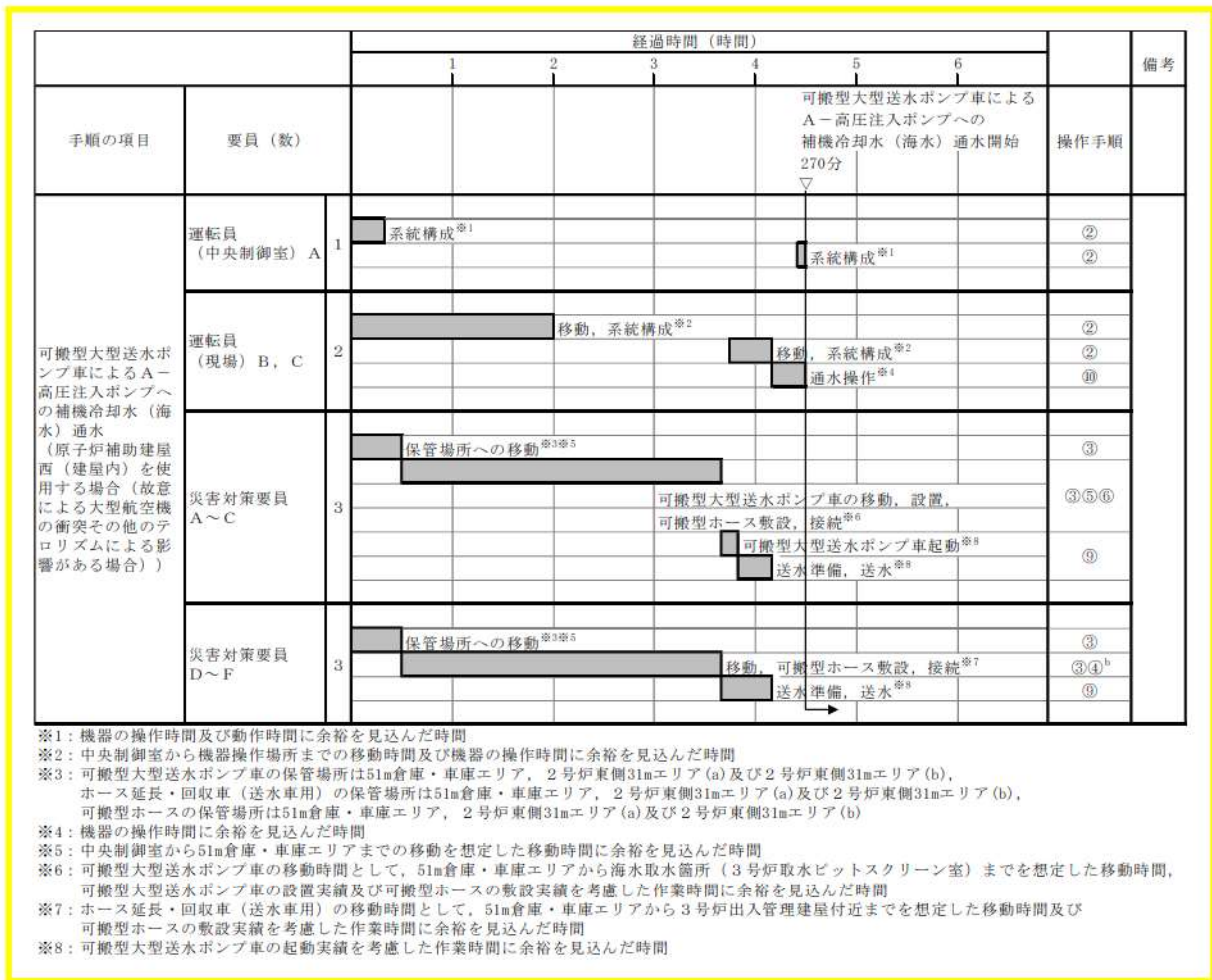 経過時間（時間）
1 2 3 4 5 6
備考
手順の項目
要員（数）
可搬型大型送水ポンプ車による
A－高圧注入ポンプへの
補機冷却水（海水）通水開始
270分
▽
操作手順
可搬型大型送水ポ
ンプ車によるA－
高圧注入ポンプへ
の補機冷却水（海
水）通水
（原子炉補助建屋
西（建屋内）を使
用する場合（故意
による大型航空機
の衝突その他のテ
ロリズムによる影
響がある場合））
運転員
（中央制御室）A
1
系統構成※1
②
系統構成※1
②
運転員
（現場）B，C
2
移動，系統構成※2
②
移動，系統構成※2
②
通水操作※4
⑩
災害対策要員
A～C
3
保管場所への移動※3※5
③
可搬型大型送水ポンプ車の移動，設置，
可搬型ホース敷設，接続※6
③⑤⑥
可搬型大型送水ポンプ車起動※8
送水準備，送水※8
⑨
災害対策要員
D～F
3
保管場所への移動※3※5
③
移動，可搬型ホース敷設，接続※7
③④b
送水準備，送水※8
⑨
※1：機器の操作時間及び動作時間に余裕を見込んだ時間
※2：中央制御室から機器操作場所までの移動時間及び機器の操作時間に余裕を見込んだ時間
※3：可搬型大型送水ポンプ車の保管場所は51m倉庫・車庫エリア，２号炉東側31mエリア(a)及び２号炉東側31mエリア(b)，
ホース延長・回収車（送水車用）の保管場所は51m倉庫・車庫エリア，２号炉東側31mエリア(a)及び２号炉東側31mエリア(b)，
可搬型ホースの保管場所は51m倉庫・車庫エリア，２号炉東側31mエリア(a)及び２号炉東側31mエリア(b)
※4：機器の操作時間に余裕を見込んだ時間
※5：中央制御室から51m倉庫・車庫エリアまでの移動を想定した移動時間に余裕を見込んだ時間
※6：可搬型大型送水ポンプ車の移動時間として，51m倉庫・車庫エリアから海水取水箇所（３号炉取水ピットスクリーン室）までを想定した移動時間，
可搬型大型送水ポンプ車の設置実績及び可搬型ホースの敷設実績を考慮した作業時間に余裕を見込んだ時間
※7：ホース延長・回収車（送水車用）の移動時間として，51m倉庫・車庫エリアから３号炉出入管理建屋付近までを想定した移動時間及び
可搬型ホースの敷設実績を考慮した作業時間に余裕を見込んだ時間
※8：可搬型大型送水ポンプ車の起動実績を考慮した作業時間に余裕を見込んだ時間